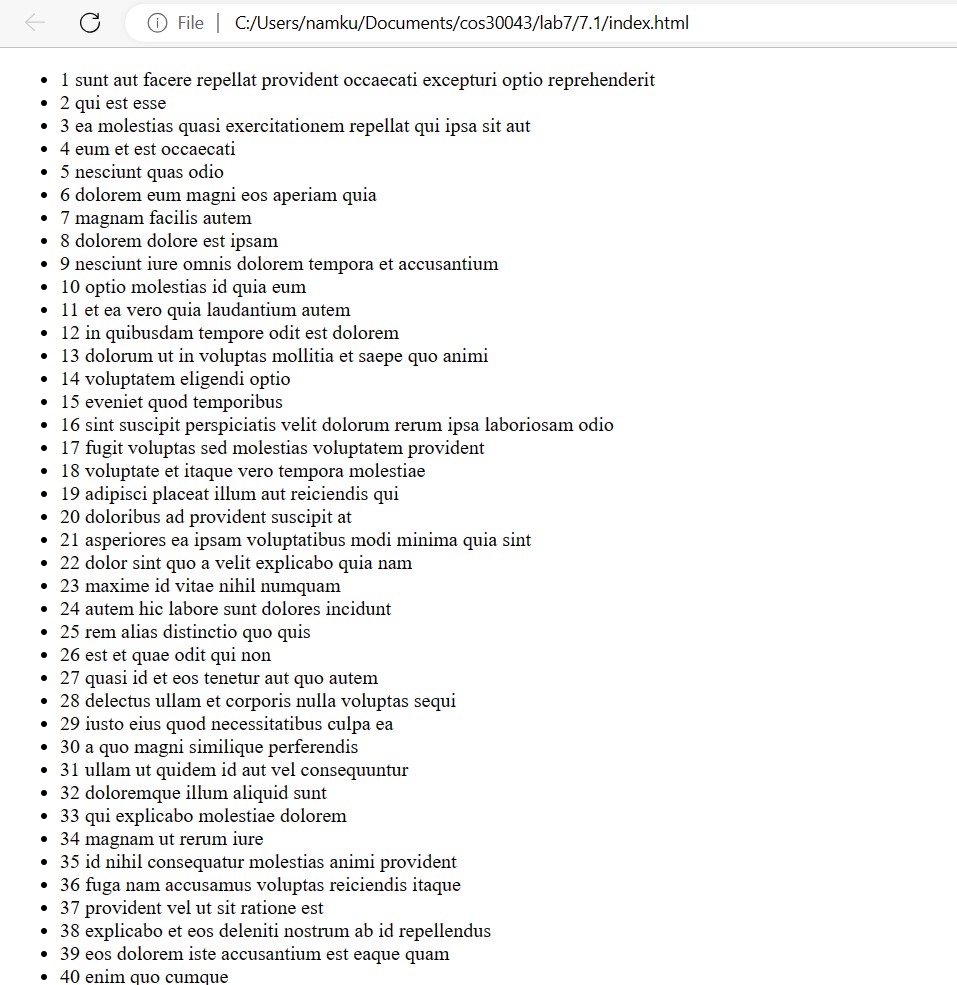 File | C:/Users/namku/Documents/cos30043/lab7/7.1/index.html
• 1 sunt aut facere repellat provident occaecati excepturi optio reprehenderit
• 2 qui est esse
• 3 ea molestias quasi exercitationem repellat qui ipsa sit aut
• 4 eum et est occaecati
• 5 nesciunt quas odio
• 6 dolorem eum magni eos aperiam quia
• 7 magnam facilis autem
• 8 dolorem dolore est ipsam
• 9 nesciunt iure omnis dolorem tempora et accusantium
• 10 optio molestias id quia eum
• 11 et ea vero quia laudantium autem
• 12 in quibusdam tempore odit est dolorem
• 13 dolorum ut in voluptas mollitia et saepe quo animi
• 14 voluptatem eligendi optio
• 15 eveniet quod temporibus
• 16 sint suscipit perspiciatis velit dolorum rerum ipsa laboriosam odio
• 17 fugit voluptas sed molestias voluptatem provident
• 18 voluptate et itaque vero tempora molestiae
• 19 adipisci placeat illum aut reiciendis qui
• 20 doloribus ad provident suscipit at
• 21 asperiores ea ipsam voluptatibus modi minima quia sint
• 22 dolor sint quo a velit explicabo quia nam
• 23 maxime id vitae nihil numquam
• 24 autem hic labore sunt dolores incidunt
• 25 rem alias distinctio quo quis
• 26 est et quae odit qui non
• 27 quasi id et eos tenetur aut quo autem
• 28 delectus ullam et corporis nulla voluptas sequi
• 29 iusto eius quod necessitatibus culpa ea
• 30 a quo magni similique perferendis
• 31 ullam ut quidem id aut vel consequuntur
• 32 doloremque illum aliquid sunt
• 33 qui explicabo molestiae dolorem
• 34 magnam ut rerum iure
• 35 id nihil consequatur molestias animi provident
• 36 fuga nam accusamus voluptas reiciendis itaque
• 37 provident vel ut sit ratione est
• 38 explicabo et eos deleniti nostrum ab id repellendus
• 39 eos dolorem iste accusantium est eaque quam
• 40 enim quo cumque